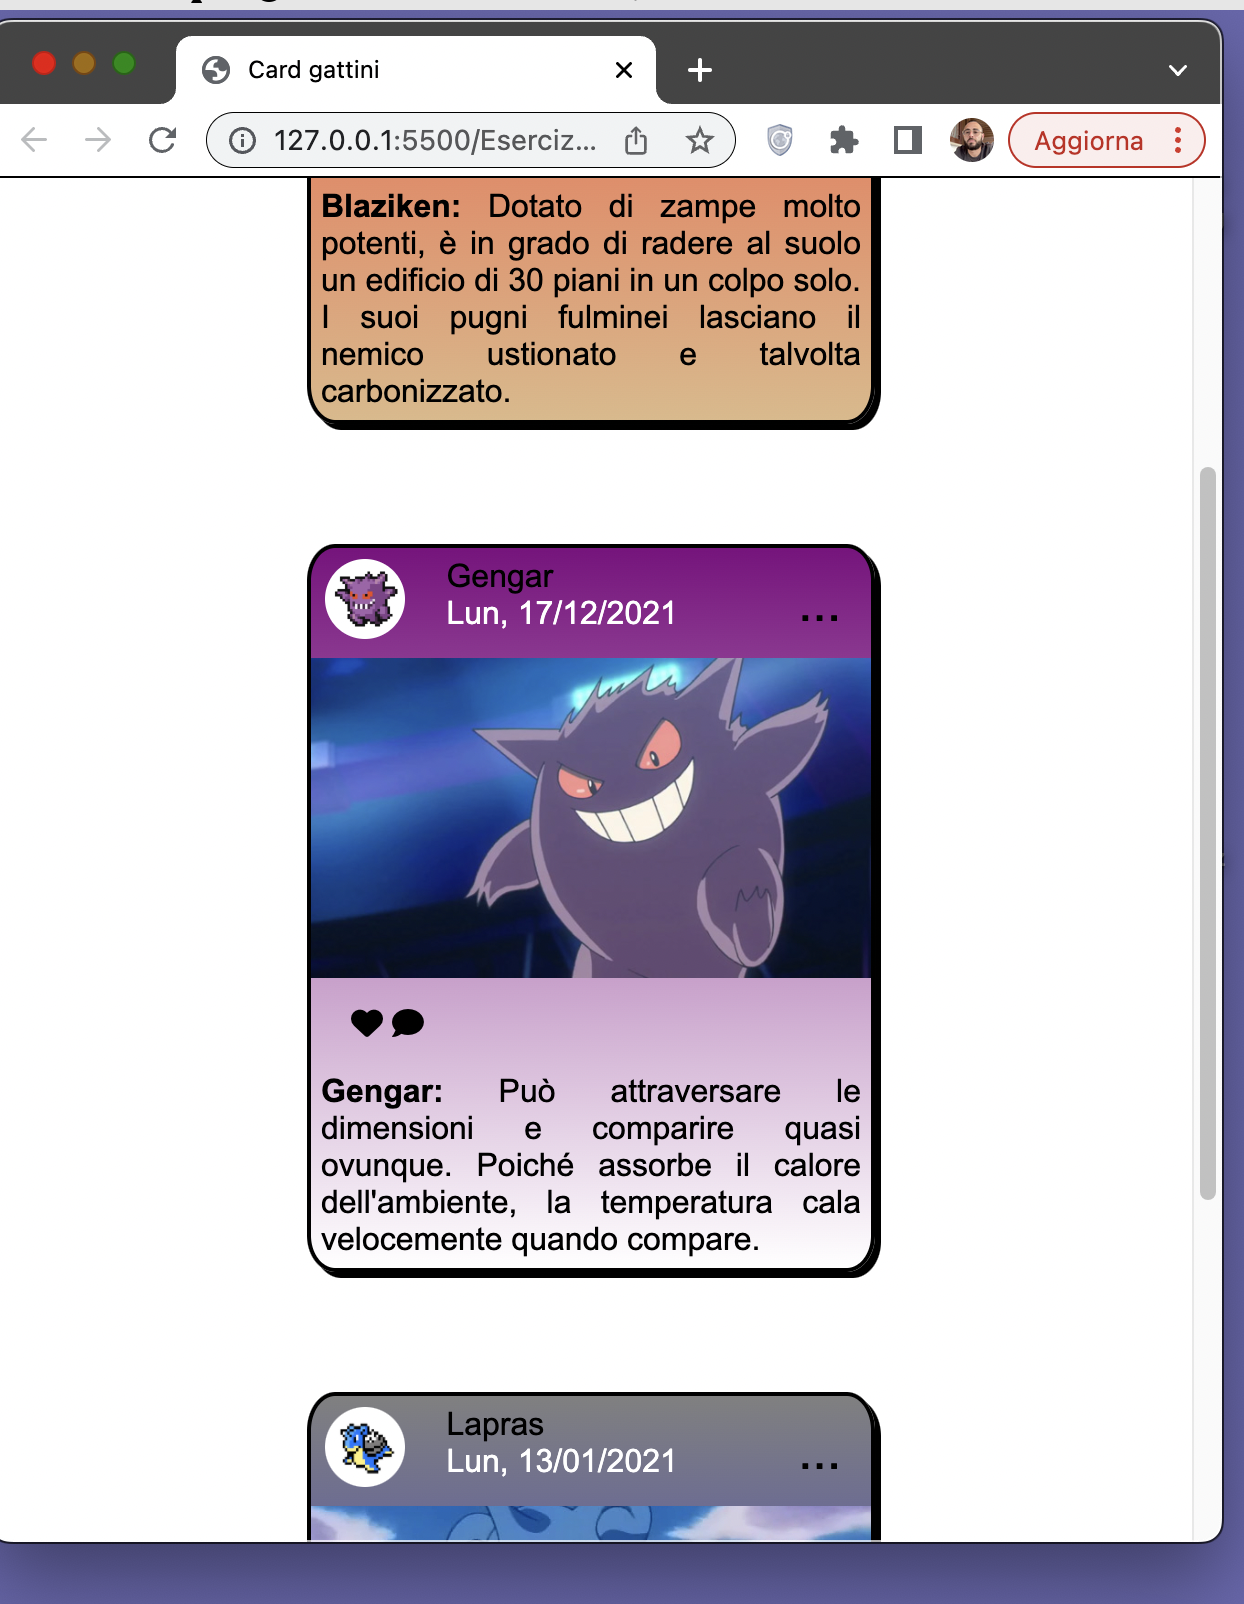 Card gattini
127.0.0.1:5500/Eserciz...
Aggiorna
Blaziken: Dotato di zampe molto
potenti, è in grado di radere al suolo
un edificio di 30 piani in un colpo solo.
I suoi pugni fulminei lasciano il
nemico ustionato e talvolta
carbonizzato.
Gengar
Lun, 17/12/2021
...
Gengar: Può attraversare le
dimensioni e comparire quasi
ovunque. Poiché assorbe il calore
dell'ambiente, la temperatura cala
velocemente quando compare.
Lapras
Lun, 13/01/2021
...